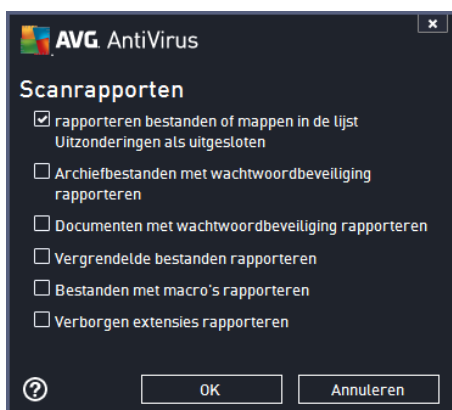 AVG. AntiVirus
Scanrapporten
rapporteren bestanden of mappen in de lijst
Uitzonderingen als uitgesloten
Archiefbestanden met wachtwoordbeveiliging
rapporteren
Documenten met wachtwoordbeveiliging rapporteren
Vergrendelde bestanden rapporteren
Bestanden met macro's rapporteren
Verborgen extensies rapporteren
?
OK
Annuleren